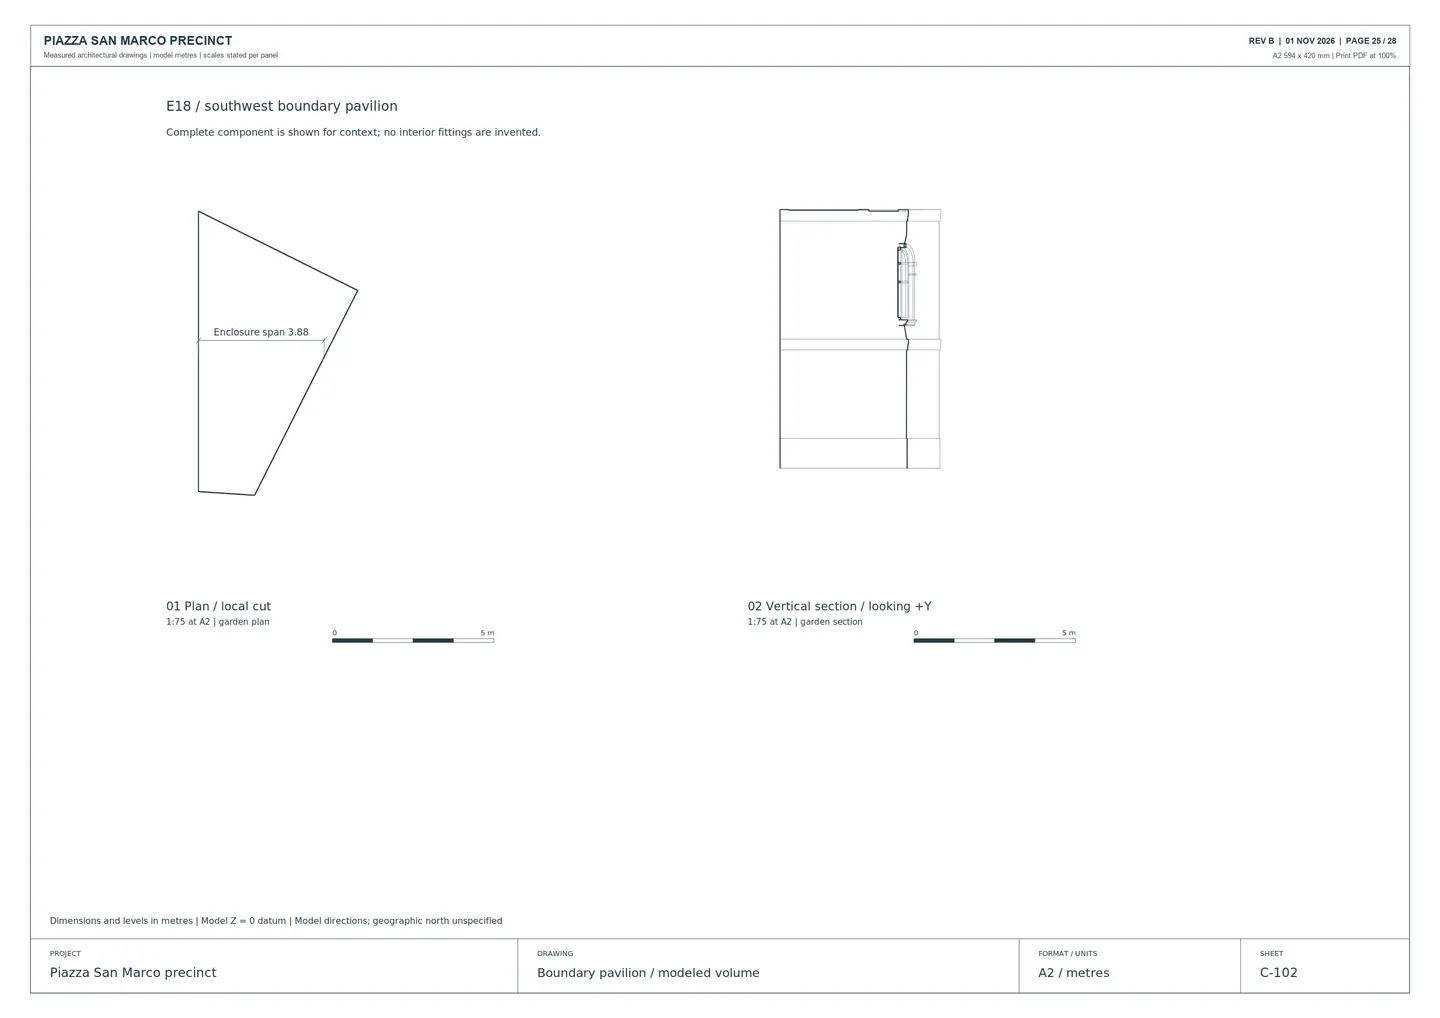 PIAZZA SAN MARCO PRECINCT
Measured architectural drawings | model metres | scales stated per panel
REV B | 01 NOV 2026 | PAGE 25 / 28
A2 594 x 420 mm | Print PDF at 100%
E18 / southwest boundary pavilion
Complete component is shown for context; no interior fittings are invented.
Enclosure span 3.88
01 Plan / local cut
1:75 at A2 | garden plan
0 5 m
02 Vertical section / looking +Y
1:75 at A2 | garden section
0 5 m
Dimensions and levels in metres | Model Z = 0 datum | Model directions; geographic north unspecified
PROJECT
Piazza San Marco precinct
DRAWING
Boundary pavilion / modeled volume
FORMAT / UNITS
A2 / metres
SHEET
C-102